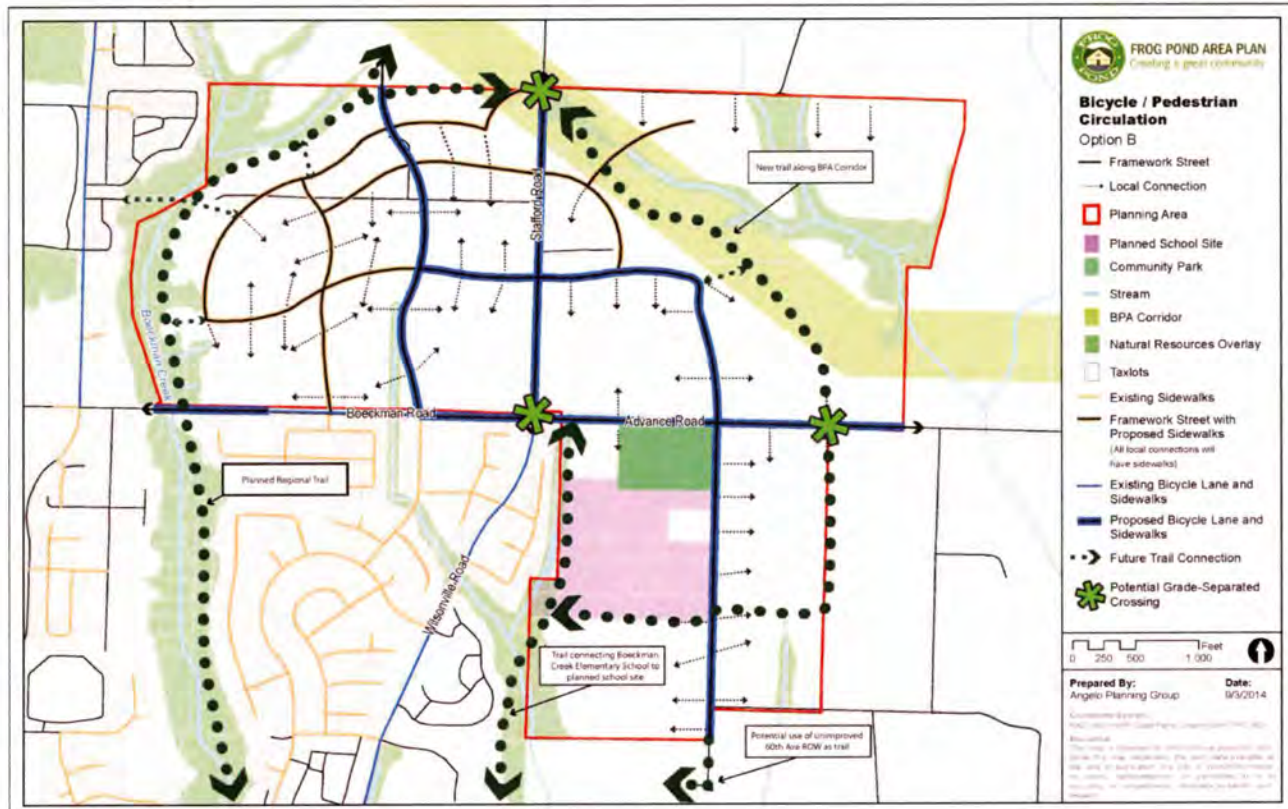 FROG POND
FROG POND AREA PLAN
Creating a great community
Bicycle / Pedestrian
Circulation
Option B
Framework Street
Local Connection
Planning Area
Planned School Site
Community Park
Stream
BPA Corridor
Natural Resources Overlay
Taxlots
Existing Sidewalks
Framework Street with
Proposed Sidewalks
(All local connections will
have sidewalks)
Existing Bicycle Lane and
Sidewalks
Proposed Bicycle Lane and
Sidewalks
Future Trail Connection
Potential Grade-Separated
Crossing
Feet
0 250 500 1 000
Prepared By:
Angelo Planning Group
Date:
9/3/2014
New trail along BPA Corridor
Stafford Road
Boeckman Creek
Boeckman Road
Advance Road
Planned Regional Trail
Wilsonville Road
Trail connecting Boeckman
Creek Elementary School to
planned school site
Potential use of unimproved
60th Ave ROW as trail